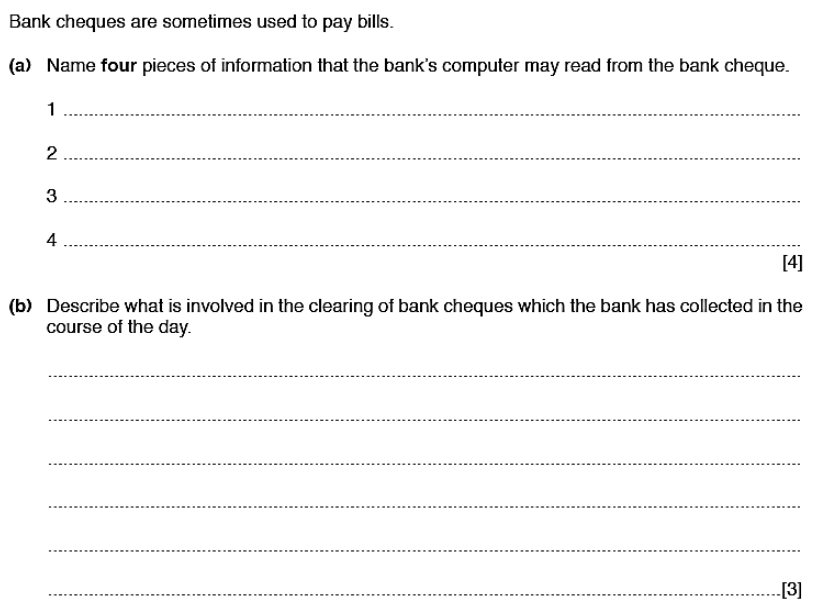 Bank cheques are sometimes used to pay bills.
(a) Name four pieces of information that the bank's computer may read from the bank cheque.
1
2
3
4
[4]
(b) Describe what is involved in the clearing of bank cheques which the bank has collected in the
course of the day.
[3]